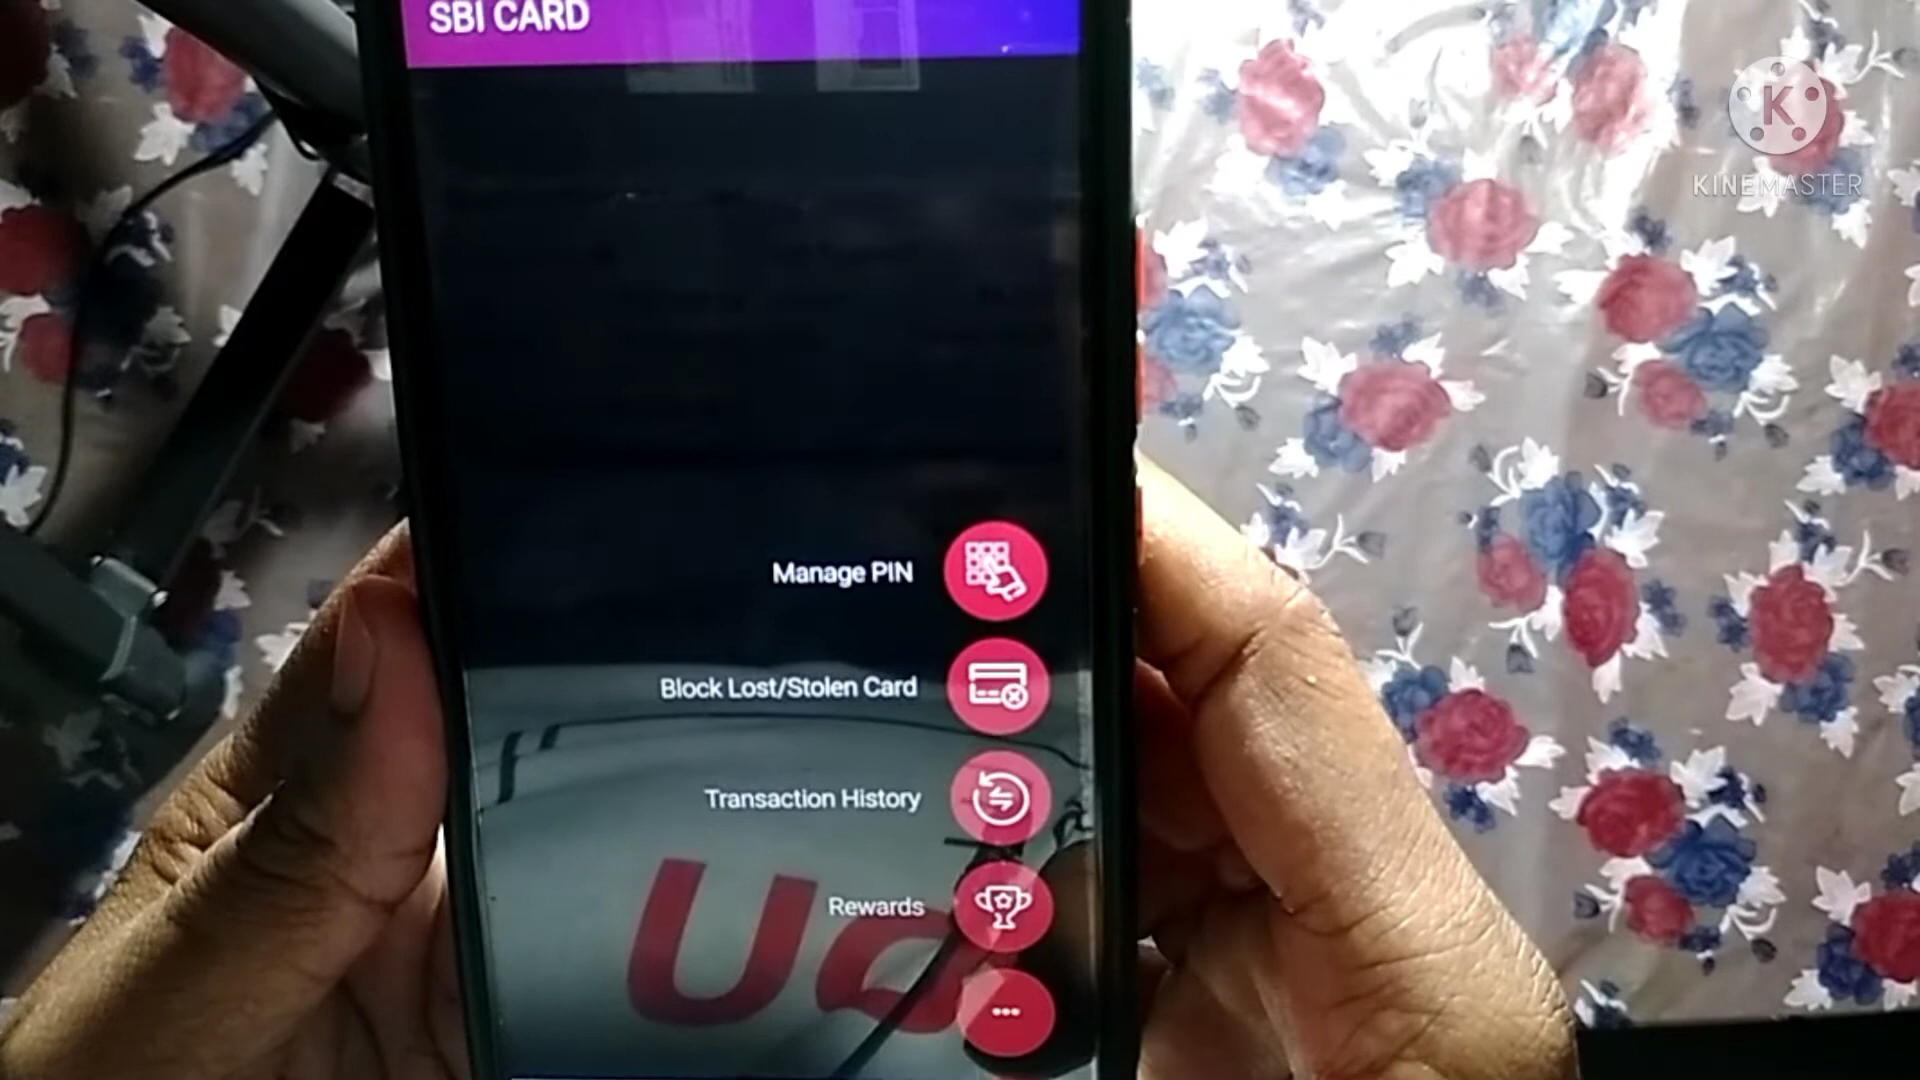 SBI CARD
K
KINEMASTER
Manage PIN
Block Lost/Stolen Card
Transaction History
Rewards